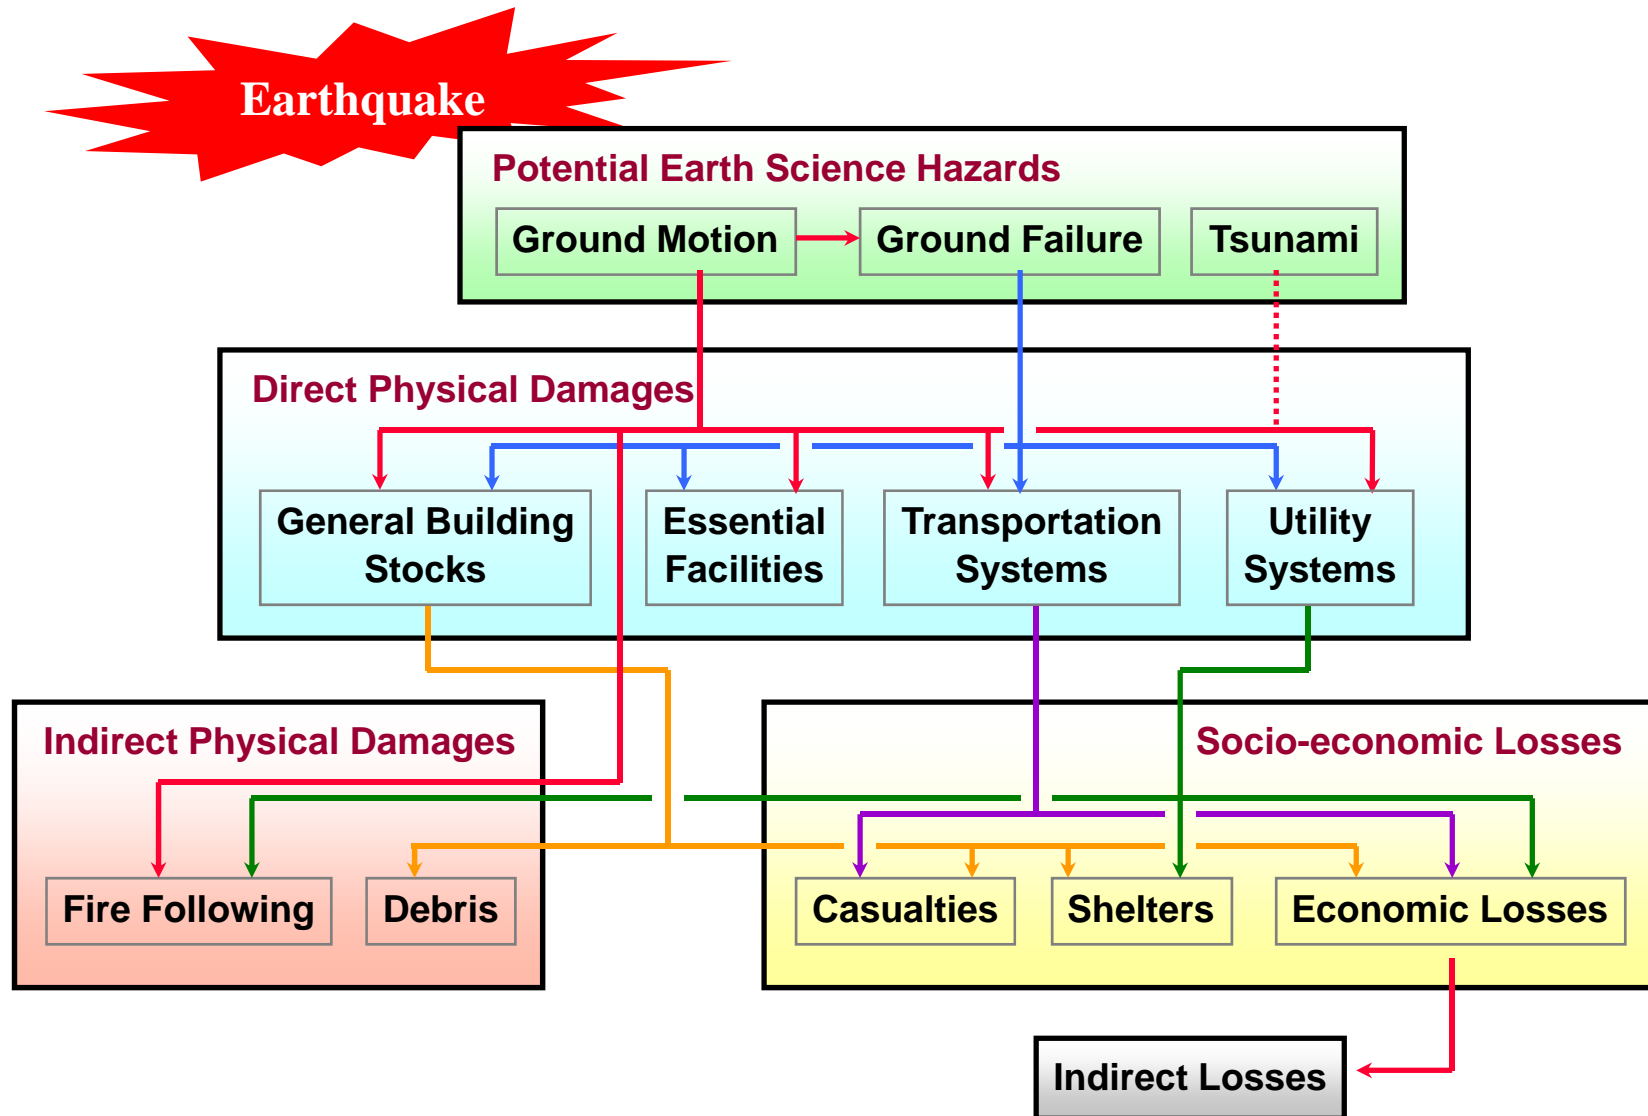 Earthquake
Potential Earth Science Hazards
Ground Motion
Ground Failure
Tsunami
Direct Physical Damages
General Building
Stocks
Essential
Facilities
Transportation
Systems
Utility
Systems
Indirect Physical Damages
Fire Following
Debris
Socio-economic Losses
Casualties
Shelters
Economic Losses
Indirect Losses